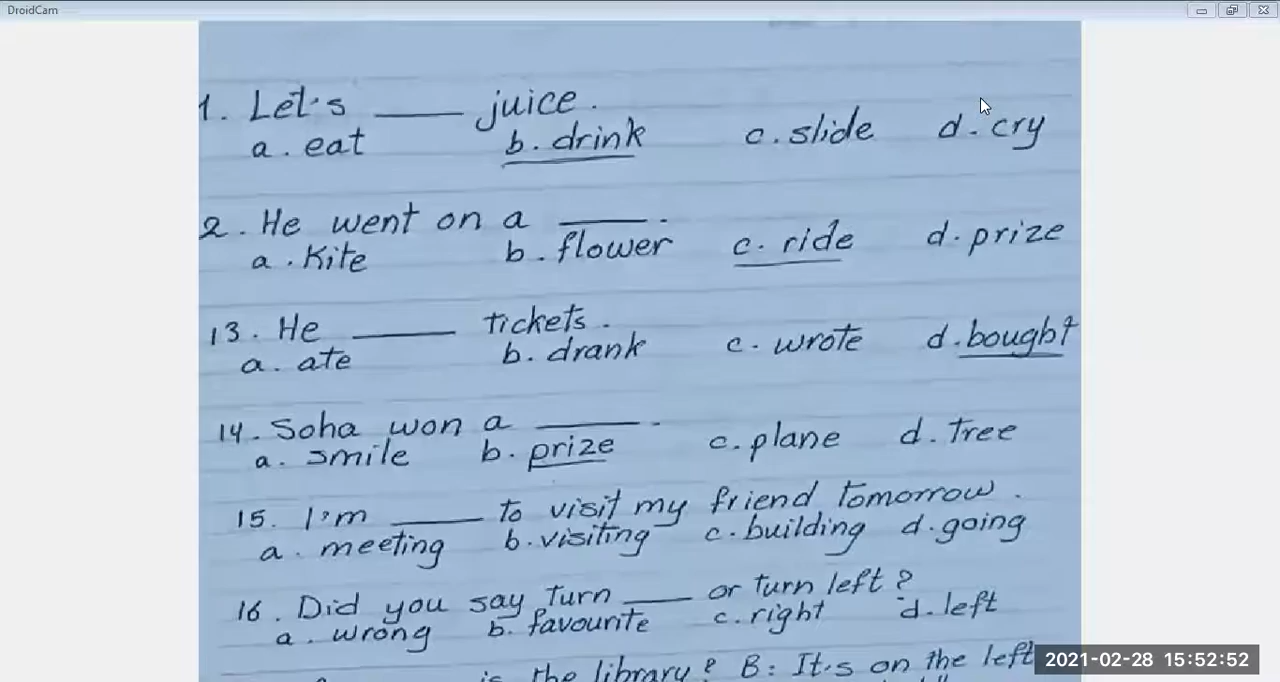 DroidCam
1. Let's ____ juice.
a. eat b. drink c. slide d. cry
2. He went on a ____.
a. Kite b. flower c. ride d. prize
13. He ____ tickets.
a. ate b. drank c. wrote d. bought
14. Soha won a ____.
a. smile b. prize c. plane d. Tree
15. I'm ____ to visit my friend tomorrow.
a. meeting b. visiting c. building d. going
16. Did you say turn ____ or turn left?
a. wrong b. favourite c. right d. left
is the library? B: It's on the left
2021-02-28 15:52:52